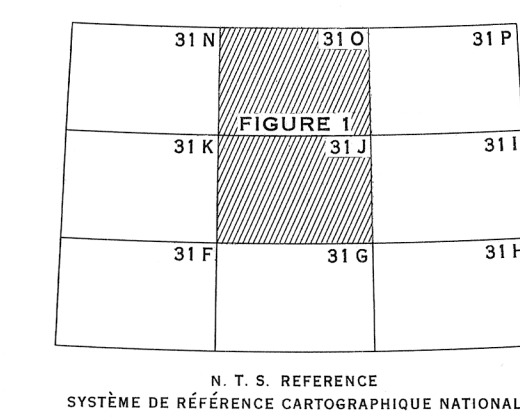 31 N 31 O 31 P
FIGURE 1
31 K 31 J 31 I
31 F 31 G 31 H
N. T. S. REFERENCE
SYSTÈME DE RÉFÉRENCE CARTOGRAPHIQUE NATIONAL